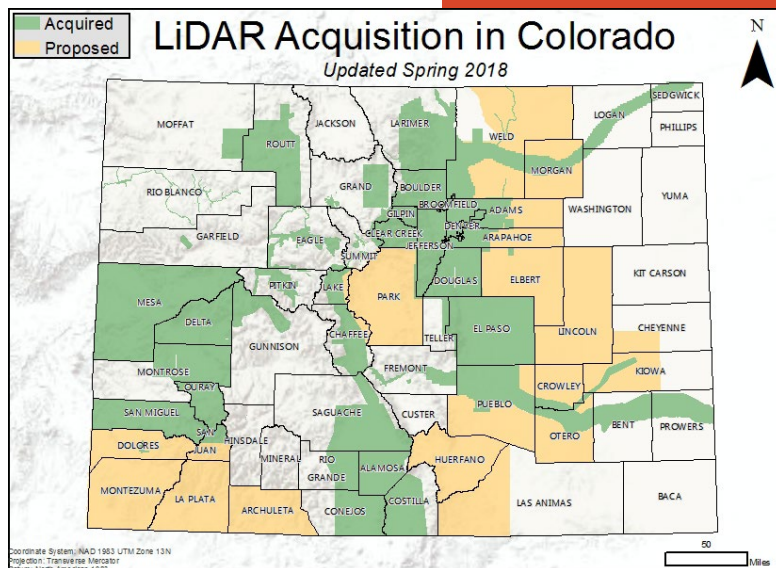 Acquired
Proposed
LiDAR Acquisition in Colorado
Updated Spring 2018
N
SEDGWICK
LOGAN
PHILLIPS
MOFFAT
ROUTT
JACKSON
LARIMER
WELD
MORGAN
GRAND
BOULDER
RIO BLANCO
BROOMFIELD
GILPIN
ADAMS
WASHINGTON
YUMA
GARFIELD
EAGLE
CLEAR CREEK
DENVER
ARAPAHOE
JEFFERSON
SUMMIT
PITKIN
LAKE
PARK
DOUGLAS
ELBERT
KIT CARSON
MESA
DELTA
CHAFFEE
TELLER
EL PASO
LINCOLN
CHEYENNE
GUNNISON
MONTROSE
FREMONT
OURAY
CROWLEY
KIOWA
SAN MIGUEL
SAGUACHE
CUSTER
PUEBLO
OTERO
BENT
PROWERS
SAN
JUAN
DOLORES
HINSDALE
MINERAL
RIO
GRANDE
ALAMOSA
HUERFANO
MONTEZUMA
LA PLATA
ARCHULETA
CONEJOS
COSTILLA
LAS ANIMAS
BACA
Coordinate System: NAD 1983 UTM Zone 13N
Projection: Transverse Mercator
50
Miles